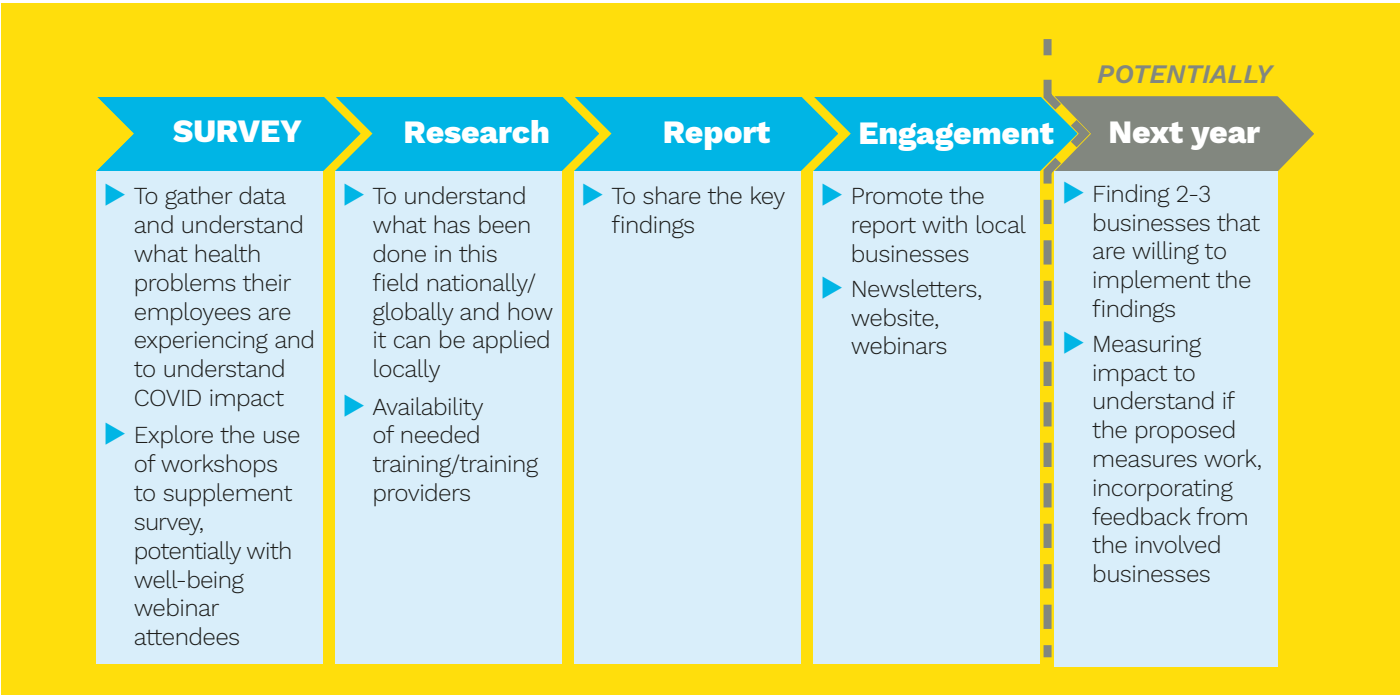 POTENTIALLY
SURVEY
To gather data
and understand
what health
problems their
employees are
experiencing and
to understand
COVID impact
Explore the use
of workshops
to supplement
survey,
potentially with
well-being
webinar
attendees
Research
To understand
what has been
done in this
field nationally/
globally and how
it can be applied
locally
Availability
of needed
training/training
providers
Report
To share the key
findings
Engagement
Promote the
report with local
businesses
Newsletters,
website,
webinars
Next year
Finding 2-3
businesses that
are willing to
implement the
findings
Measuring
impact to
understand if
the proposed
measures work,
incorporating
feedback from
the involved
businesses